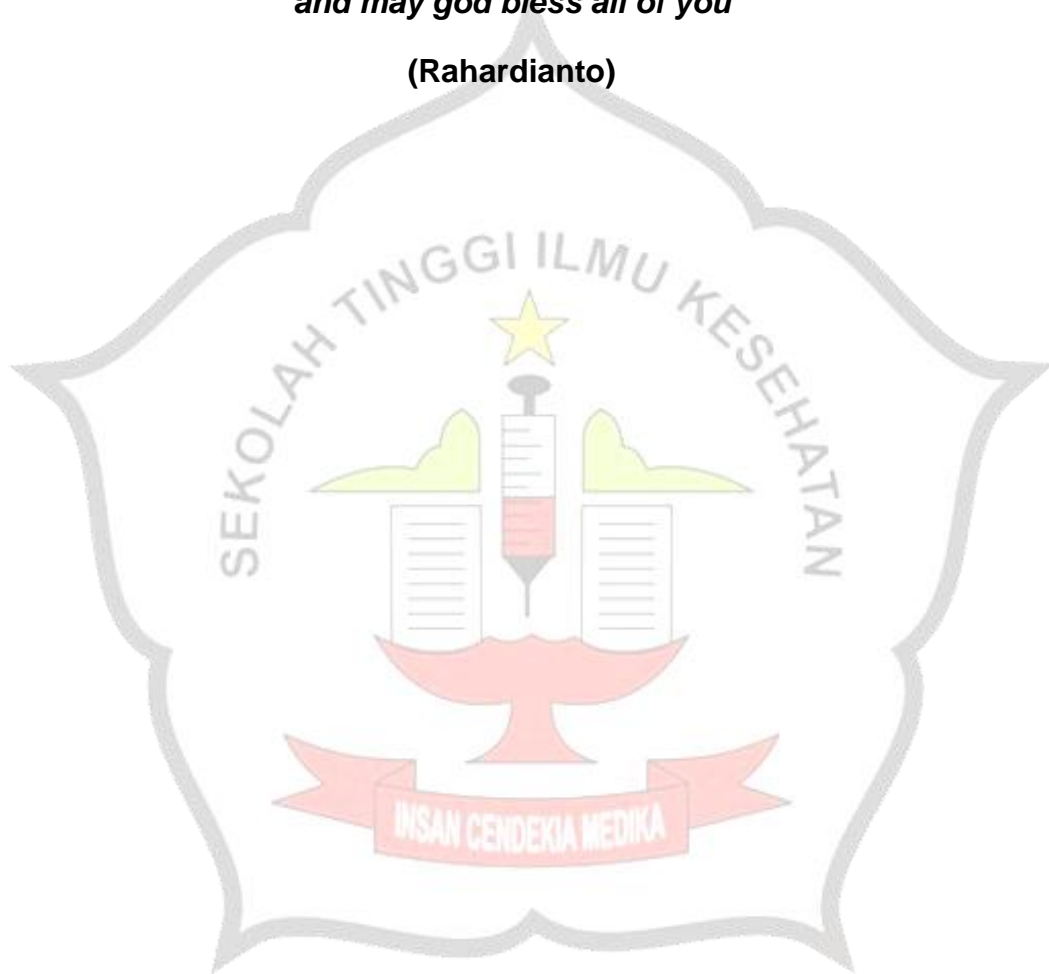 and may god bless all of you
(Rahardianto)
SEKOLAH TINGGI ILMU KESEHATAN
INSAN CENDEKIA MEDIKA